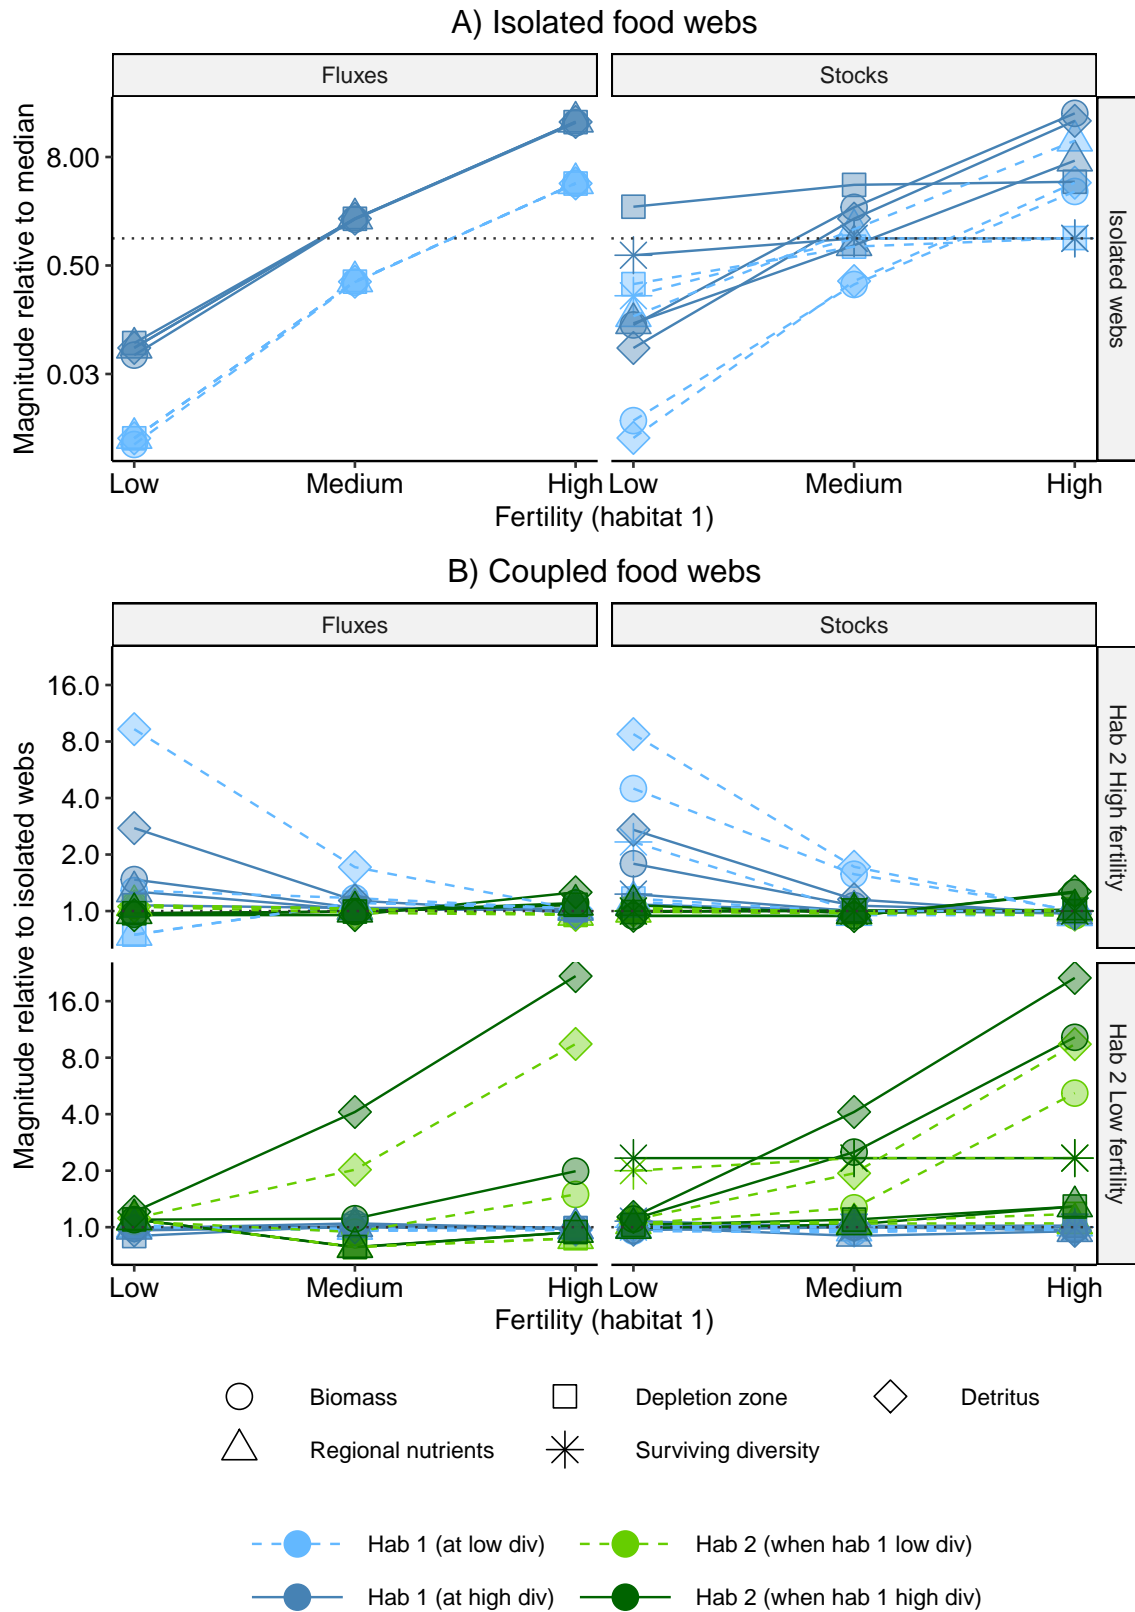 A) Isolated food webs
Fluxes
Stocks
Magnitude relative to median
8.00
0.50
0.03
Isolated webs
Low
Medium
High
Low
Medium
High
Fertility (habitat 1)
B) Coupled food webs
Fluxes
Stocks
Magnitude relative to isolated webs
16.0
8.0
4.0
2.0
1.0
Hab 2 High fertility
16.0
8.0
4.0
2.0
1.0
Hab 2 Low fertility
Low
Medium
High
Low
Medium
High
Fertility (habitat 1)
Biomass
Depletion zone
Detritus
Regional nutrients
Surviving diversity
Hab 1 (at low div)
Hab 2 (when hab 1 low div)
Hab 1 (at high div)
Hab 2 (when hab 1 high div)